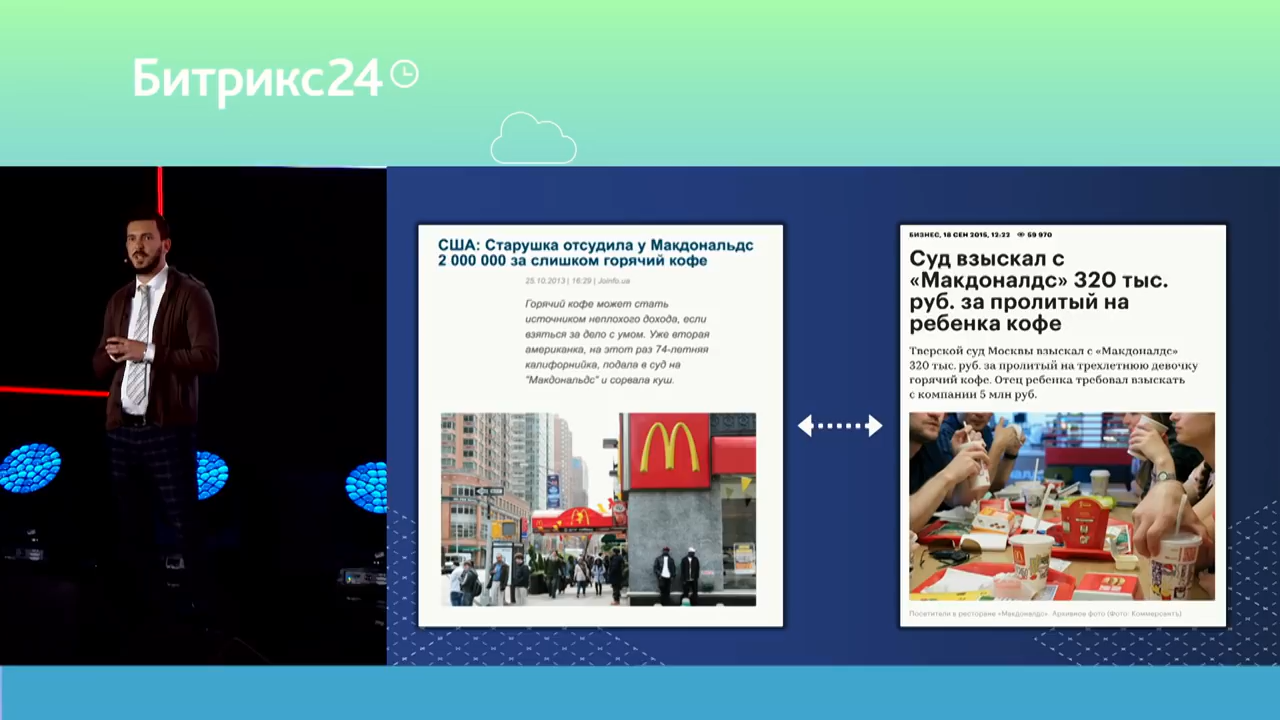 Битрикс24
США: Старушка отсудила у Макдональдс
2 000 000 за слишком горячий кофе
25.10.2013 | 16:29 | Joinfo.ua
Горячий кофе может стать
источником неплохого дохода, если
взяться за дело с умом. Уже вторая
американка, на этот раз 74-летняя
калифорнийка, подала в суд на
"Макдональдс" и сорвала куш.
БИЗНЕС, 18 СЕН 2015, 12:22 59 970
Суд взыскал с
«Макдоналдс» 320 тыс.
руб. за пролитый на
ребенка кофе
Тверской суд Москвы взыскал с «Макдоналдс»
320 тыс. руб. за пролитый на трехлетнюю девочку
горячий кофе. Отец ребенка требовал взыскать
с компании 5 млн руб.
Посетители в ресторане «Макдоналдс». Архивное фото (Фото: Коммерсантъ)